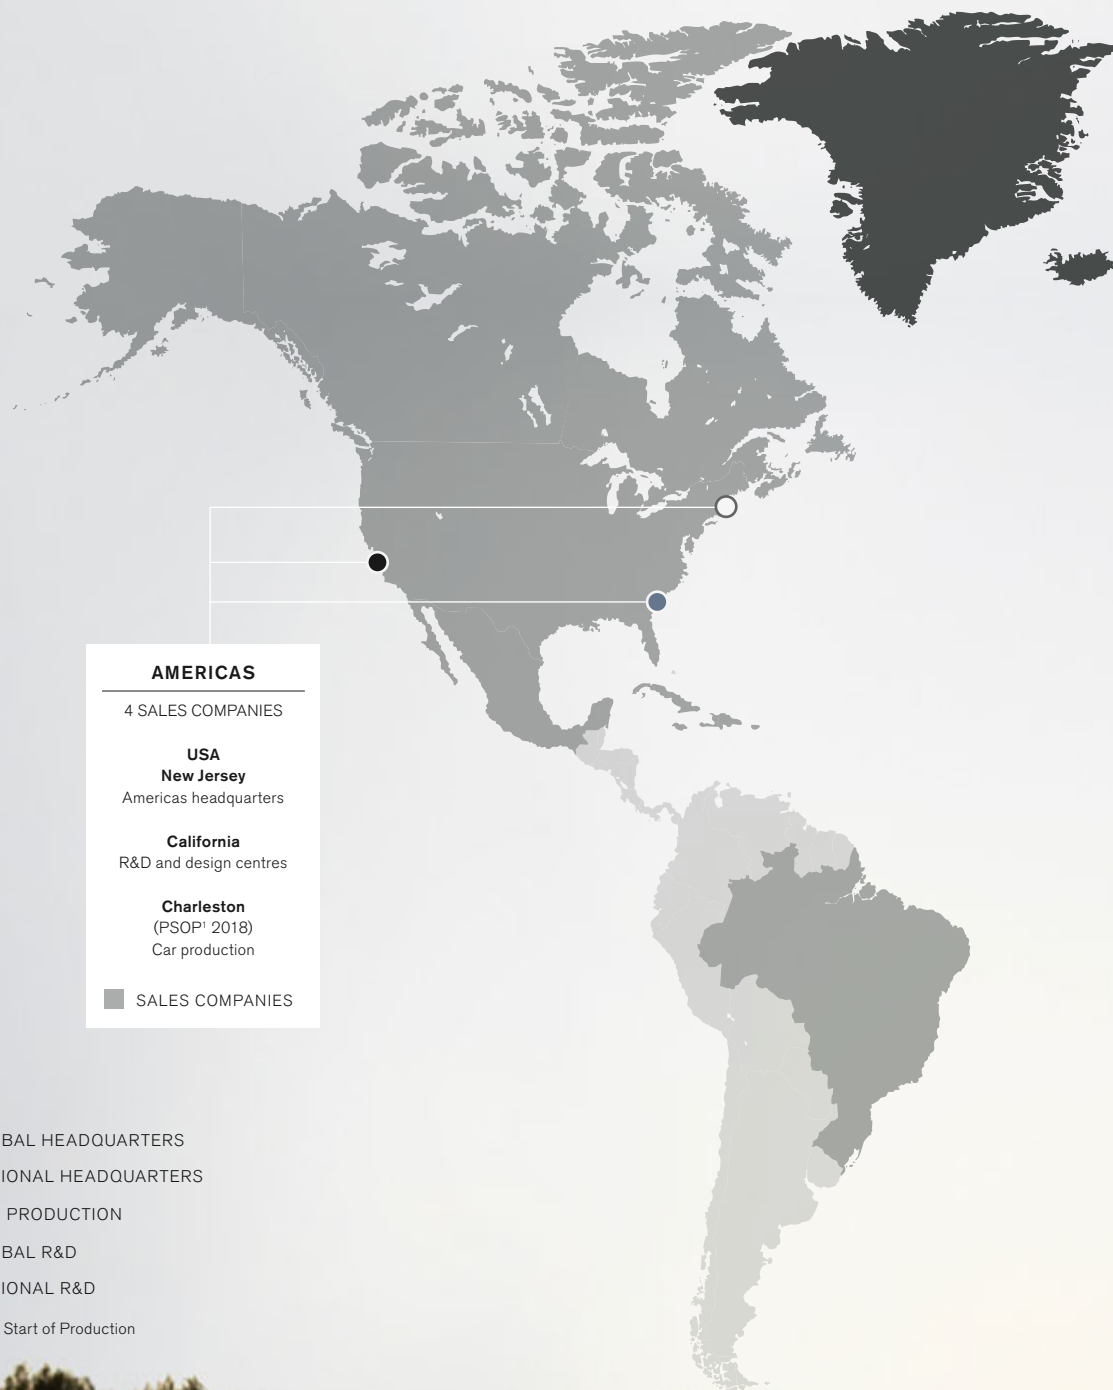 AMERICAS
4 SALES COMPANIES
USA
New Jersey
Americas headquarters
California
R&D and design centres
Charleston
(PSOP¹ 2018)
Car production
SALES COMPANIES
BAL HEADQUARTERS
IONAL HEADQUARTERS
PRODUCTION
BAL R&D
IONAL R&D
Start of Production